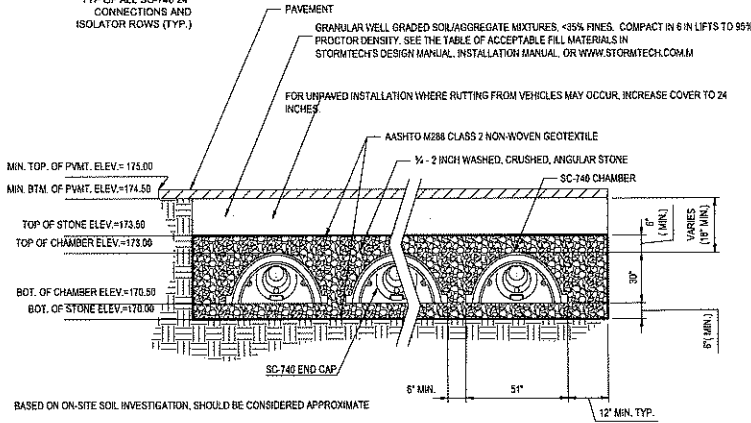 TYP OF ALL SC-740 24"
CONNECTIONS AND
ISOLATOR ROWS (TYP.)
PAVEMENT
GRANULAR WELL GRADED SOIL/AGGREGATE MIXTURES, <35% FINES. COMPACT IN 6 IN LIFTS TO 95%
PROCTOR DENSITY. SEE THE TABLE OF ACCEPTABLE FILL MATERIALS IN
STORMTECH'S DESIGN MANUAL, INSTALLATION MANUAL, OR WWW.STORMTECH.COM.M
FOR UNPAVED INSTALLATION WHERE RUTTING FROM VEHICLES MAY OCCUR, INCREASE COVER TO 24
INCHES.
AASHTO M288 CLASS 2 NON-WOVEN GEOTEXTILE
¾ - 2 INCH WASHED, CRUSHED, ANGULAR STONE
SC-740 CHAMBER
MIN. TOP. OF PVMT. ELEV.= 175.00
MIN. BTM. OF PVMT. ELEV.= 174.50
TOP OF STONE ELEV.=173.50
TOP OF CHAMBER ELEV.=173.00
BOT. OF CHAMBER ELEV.=170.50
BOT. OF STONE ELEV.=170.00
6"
( MIN.)
VARIES
(18" MIN.)
30"
6"( MIN.)
SC-740 END CAP
6" MIN.
51"
12" MIN. TYP.
BASED ON ON-SITE SOIL INVESTIGATION, SHOULD BE CONSIDERED APPROXIMATE